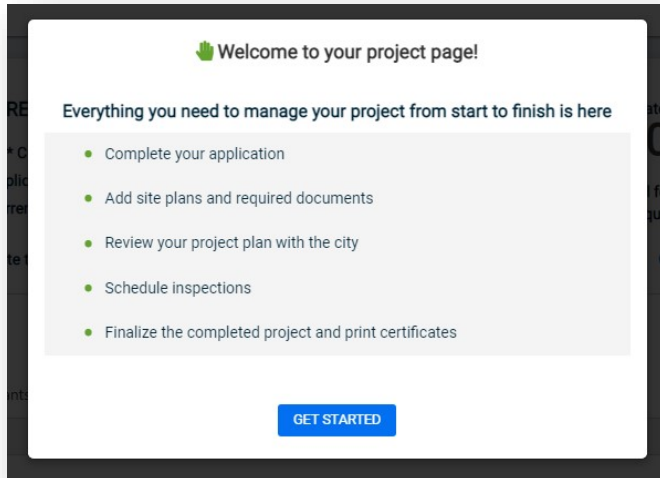 Welcome to your project page!
Everything you need to manage your project from start to finish is here
Complete your application
Add site plans and required documents
Review your project plan with the city
Schedule inspections
Finalize the completed project and print certificates
GET STARTED